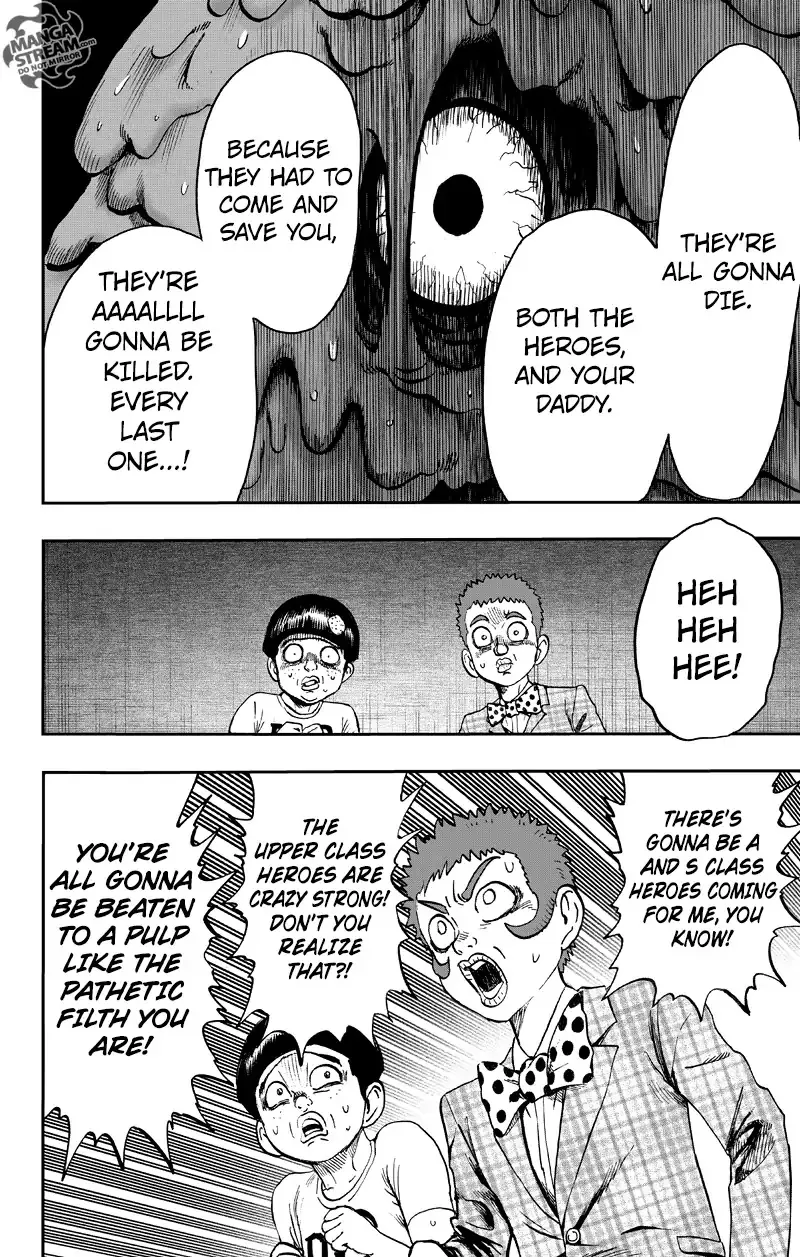 MANGA
STREAM.com
DO NOT MIRROR
THEY'RE
ALL GONNA
DIE.
BOTH THE
HEROES,
AND YOUR
DADDY.
BECAUSE
THEY HAD TO
COME AND
SAVE YOU,
THEY'RE
AAAALLLL
GONNA BE
KILLED.
EVERY
LAST
ONE...!
HEH
HEH
HEE!
THERE'S
GONNA BE A
AND S CLASS
HEROES COMING
FOR ME, YOU
KNOW!
THE
UPPER CLASS
HEROES ARE
CRAZY STRONG!
DON'T YOU
REALIZE
THAT?!
YOU'RE
ALL GONNA
BE BEATEN
TO A PULP
LIKE THE
PATHETIC
FILTH YOU
ARE!